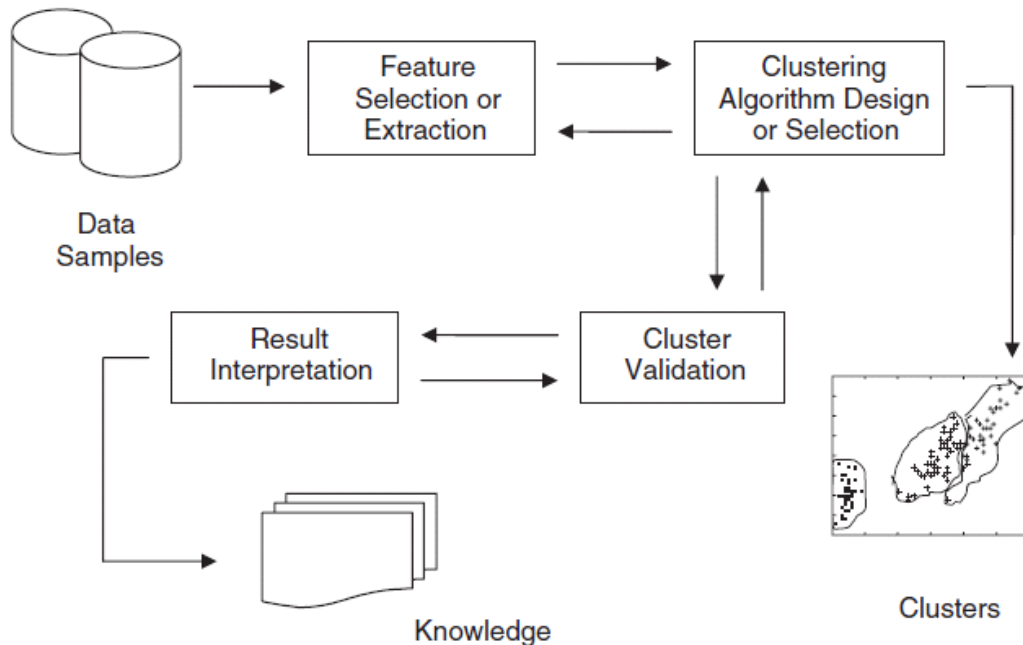 Feature
Selection or
Extraction
Clustering
Algorithm Design
or Selection
Data
Samples
Result
Interpretation
Cluster
Validation
Clusters
Knowledge